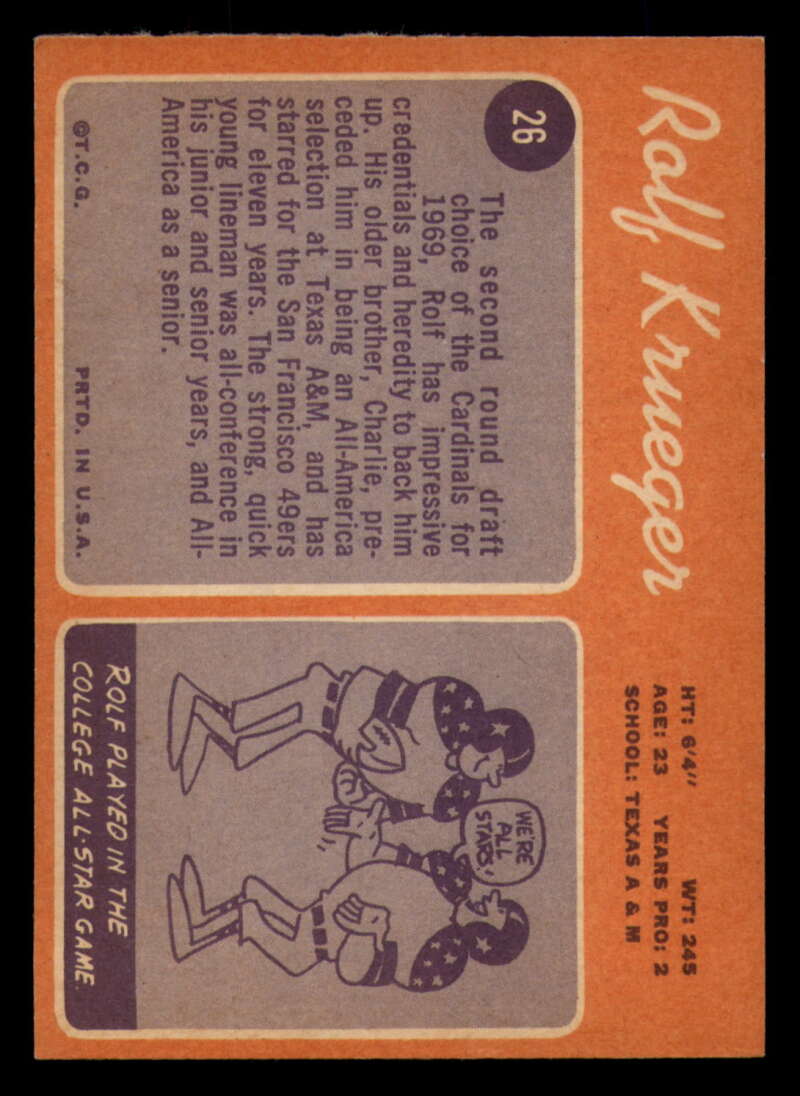 Rolf Krueger
HT: 6'4" WT: 245
AGE: 23 YEARS PRO: 2
SCHOOL: TEXAS A & M
26
The second round draft
choice of the Cardinals for
1969, Rolf has impressive
credentials and heredity to back him
up. His older brother, Charlie, pre-
ceded him in being an All-America
selection at Texas A&M, and has
starred for the San Francisco 49ers
for eleven years. The strong, quick
young lineman was all-conference in
his junior and senior years, and All-
America as a senior.
©T.C.G. PRTD. IN U.S.A.
WE'RE
ALL
STARS!
ROLF PLAYED IN THE
COLLEGE ALL-STAR GAME